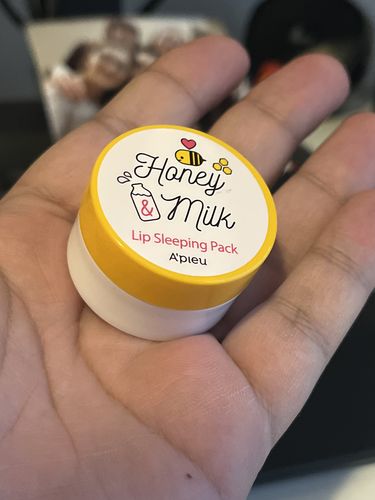 Honey
& Milk
Lip Sleeping Pack
A'PIEU